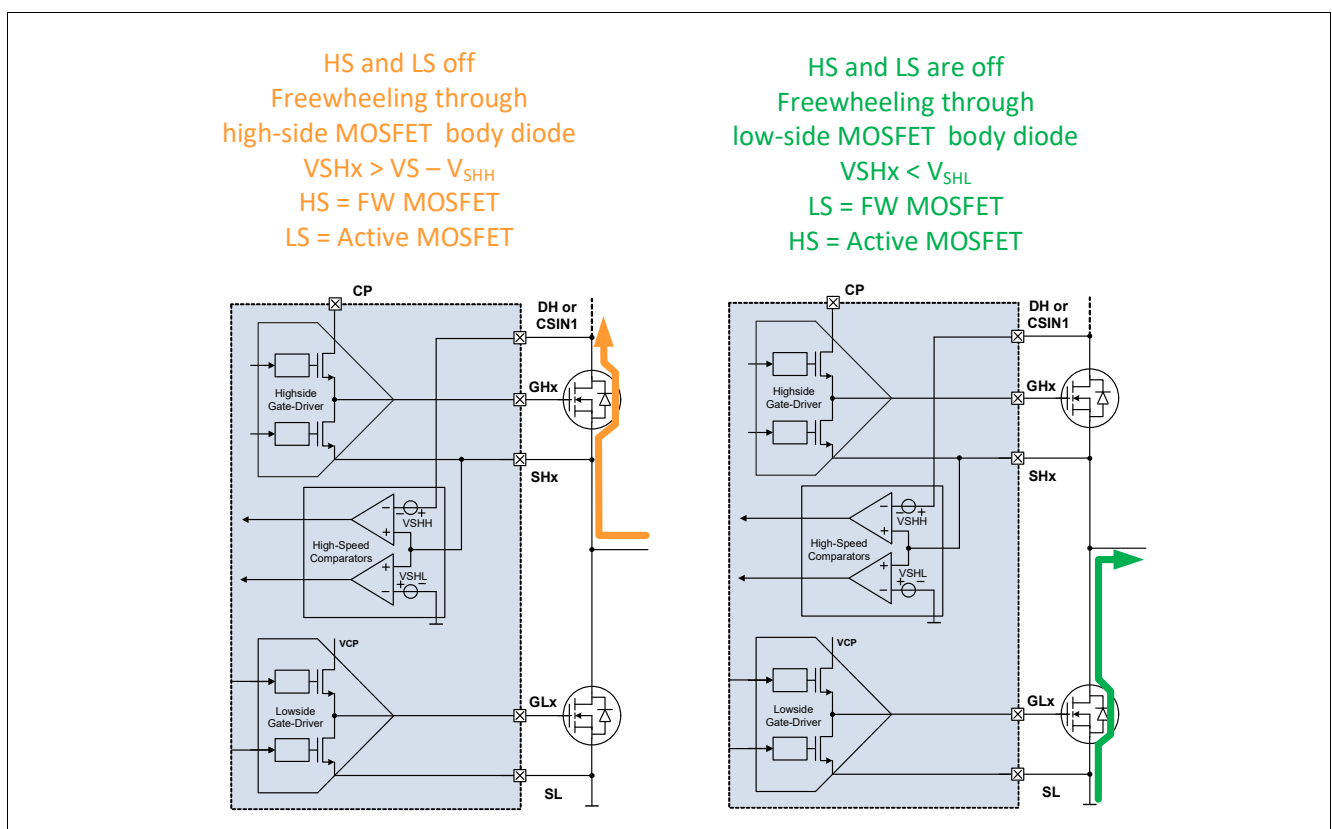 HS and LS off
Freewheeling through
high-side MOSFET body diode
VSHx > VS – VSHH
HS = FW MOSFET
LS = Active MOSFET
CP
DH or
CSIN1
Highside
Gate-Driver
GHx
SHx
VSHH
High-Speed
Comparators
VSHL
VCP
Lowside
Gate-Driver
GLx
SL
HS and LS are off
Freewheeling through
low-side MOSFET body diode
VSHx < VSHL
LS = FW MOSFET
HS = Active MOSFET
CP
DH or
CSIN1
Highside
Gate-Driver
GHx
SHx
VSHH
High-Speed
Comparators
VSHL
VCP
Lowside
Gate-Driver
GLx
SL